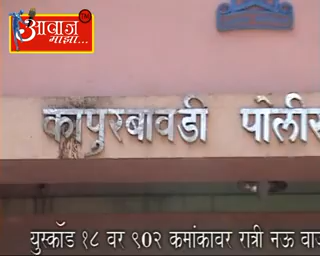 आवाज
माझा...
कापुरबावडी पोलीस
युस्कॉड १८ वर ९०२ कमांकावर रात्री नऊ वाज